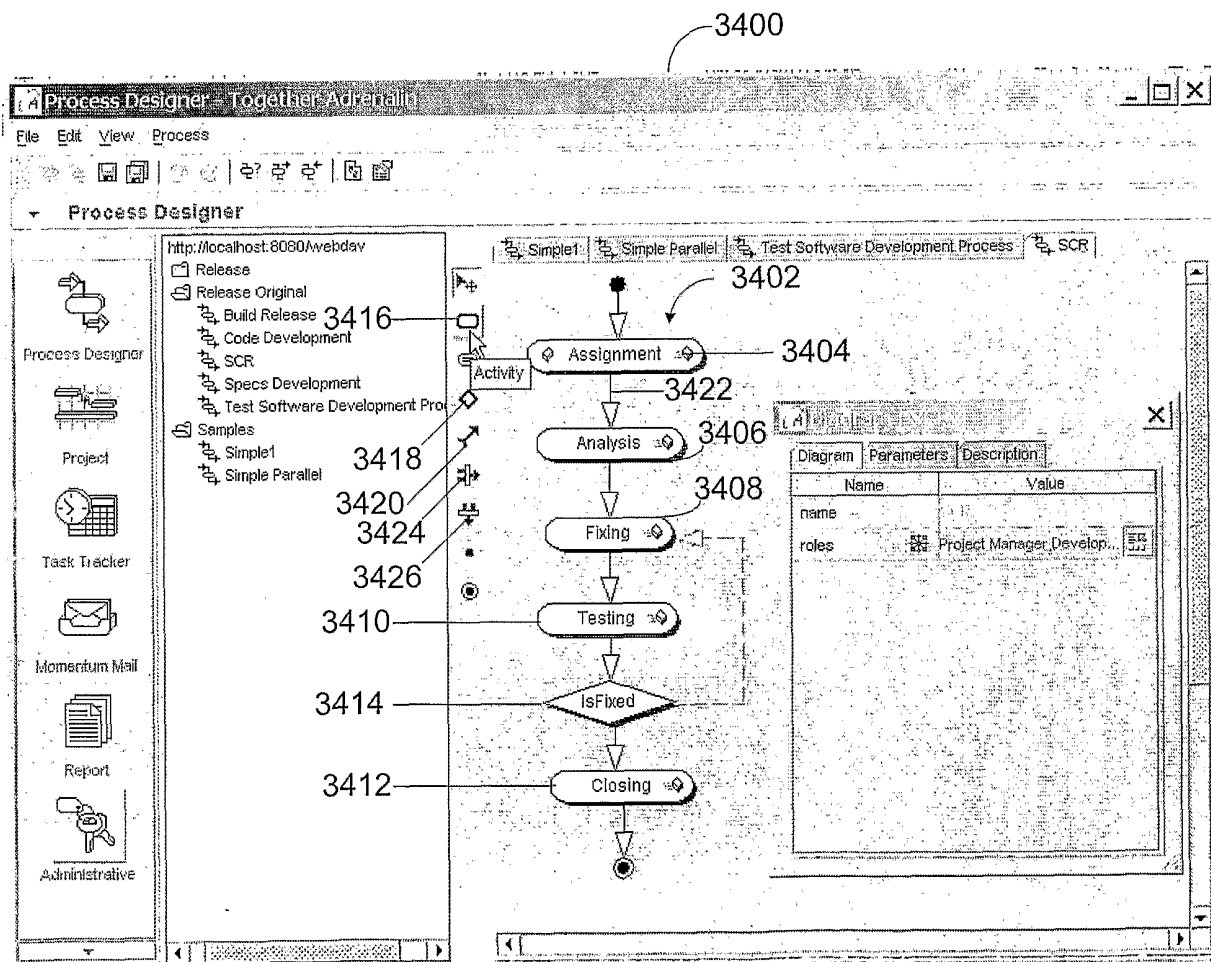 3400
Process Designer - Together Adrenalin
File Edit View Process
Process Designer
Process Designer
Project
Task Tracker
Momentum Mail
Report
Administrative
http://localhost:8080/webdav
Release
Release Original
Build Release
Code Development
SCR
Specs Development
Test Software Development Pro
Samples
Simple1
Simple Parallel
3416
Activity
3418
3420
3424
3426
3410
3414
3412
Simple1 Simple Parallel Test Software Development Process SCR
3402
Assignment
3404
3422
Analysis
3406
Fixing
3408
Testing
IsFixed
Closing
Diagram Parameters Description
Name Value
name
roles Project Manager,Develop...